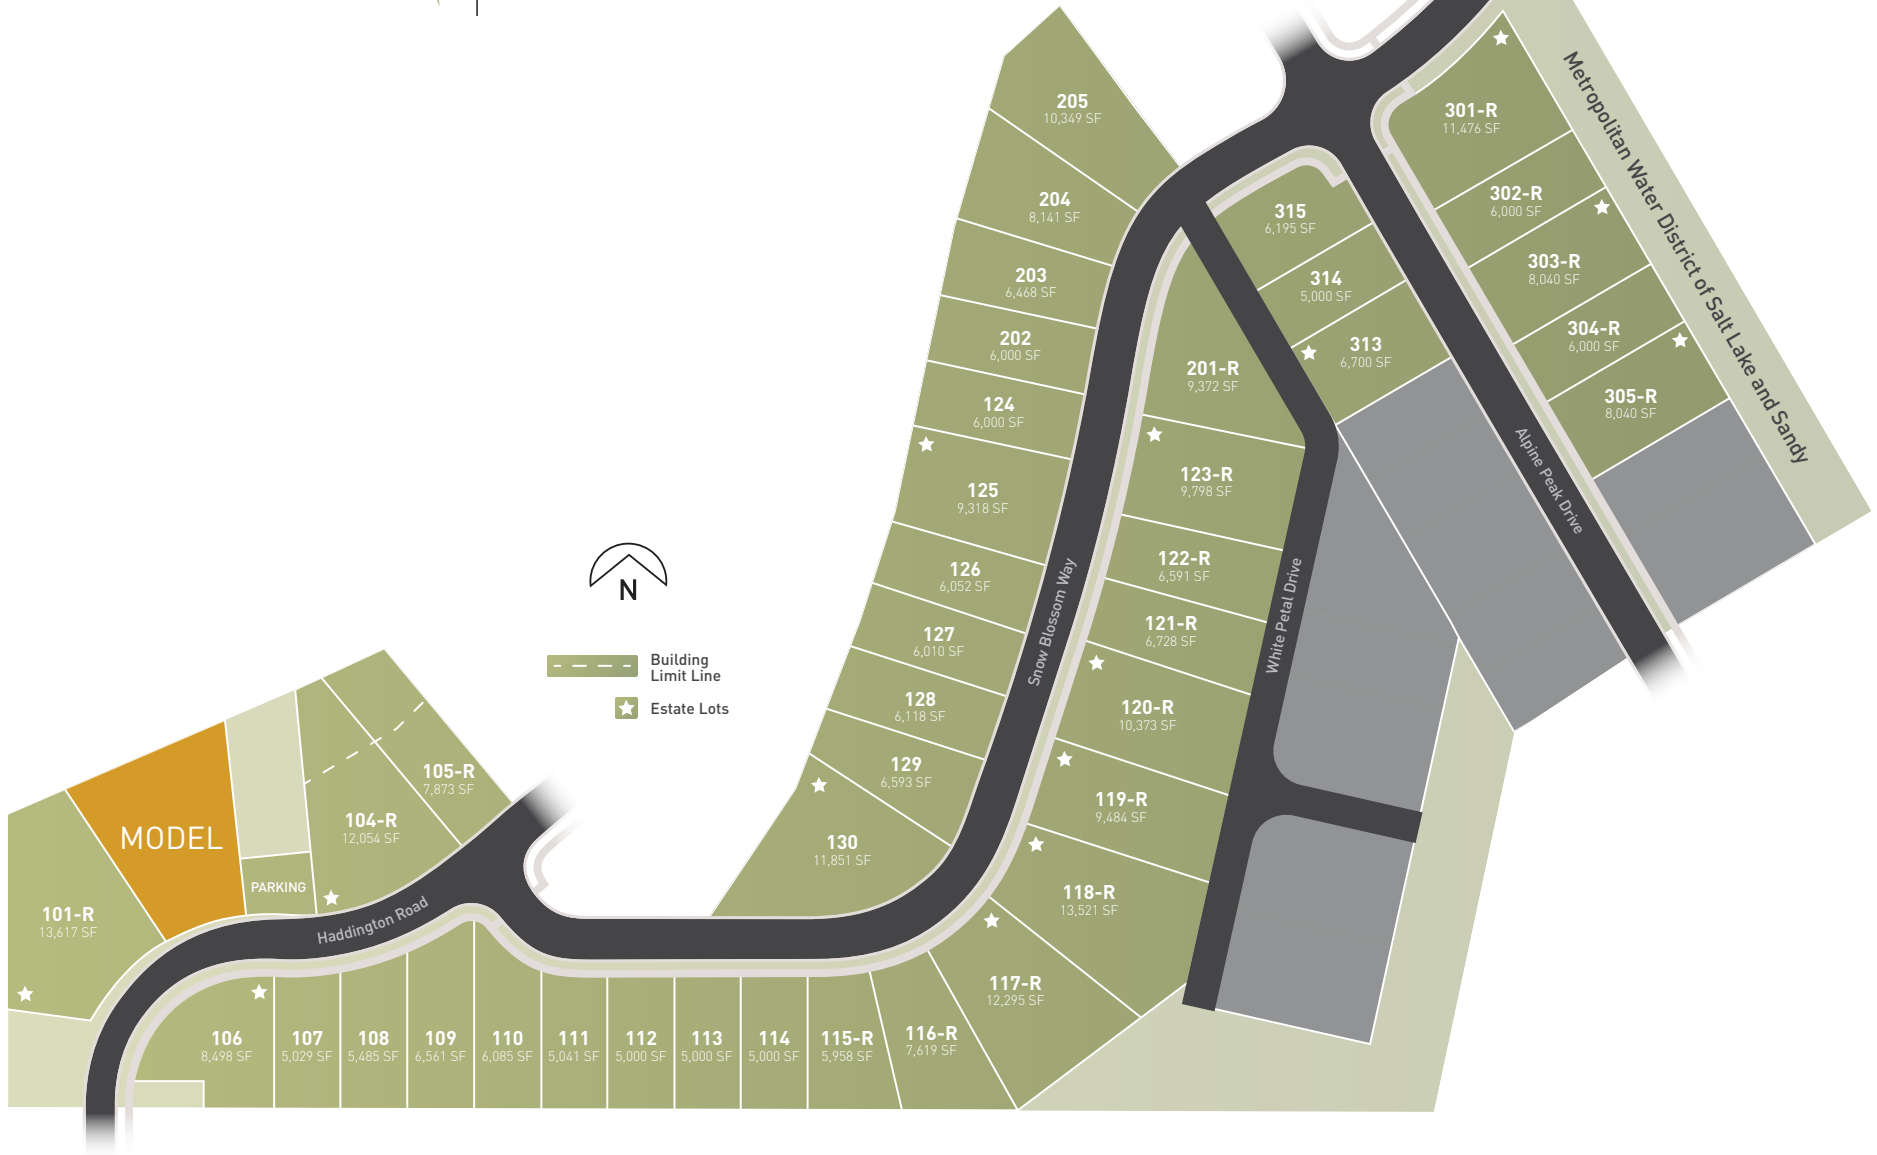 205
10,349 SF
204
8,141 SF
203
6,468 SF
202
6,000 SF
124
6,000 SF
125
9,318 SF
126
6,052 SF
127
6,010 SF
128
6,118 SF
129
6,593 SF
130
11,851 SF
301-R
11,476 SF
302-R
6,000 SF
303-R
8,040 SF
304-R
6,000 SF
305-R
8,040 SF
Metropolitan Water District of Salt Lake and Sandy
315
6,195 SF
314
5,000 SF
313
6,700 SF
Alpine Peak Drive
201-R
9,372 SF
123-R
9,798 SF
122-R
6,591 SF
121-R
6,728 SF
120-R
10,373 SF
119-R
9,484 SF
118-R
13,521 SF
117-R
12,295 SF
116-R
7,619 SF
White Petal Drive
Snow Blossom Way
N
Building
Limit Line
Estate Lots
105-R
7,873 SF
104-R
12,054 SF
MODEL
PARKING
101-R
13,617 SF
Haddington Road
106
8,498 SF
107
5,029 SF
108
5,485 SF
109
6,561 SF
110
6,085 SF
111
5,041 SF
112
5,000 SF
113
5,000 SF
114
5,000 SF
115-R
5,958 SF